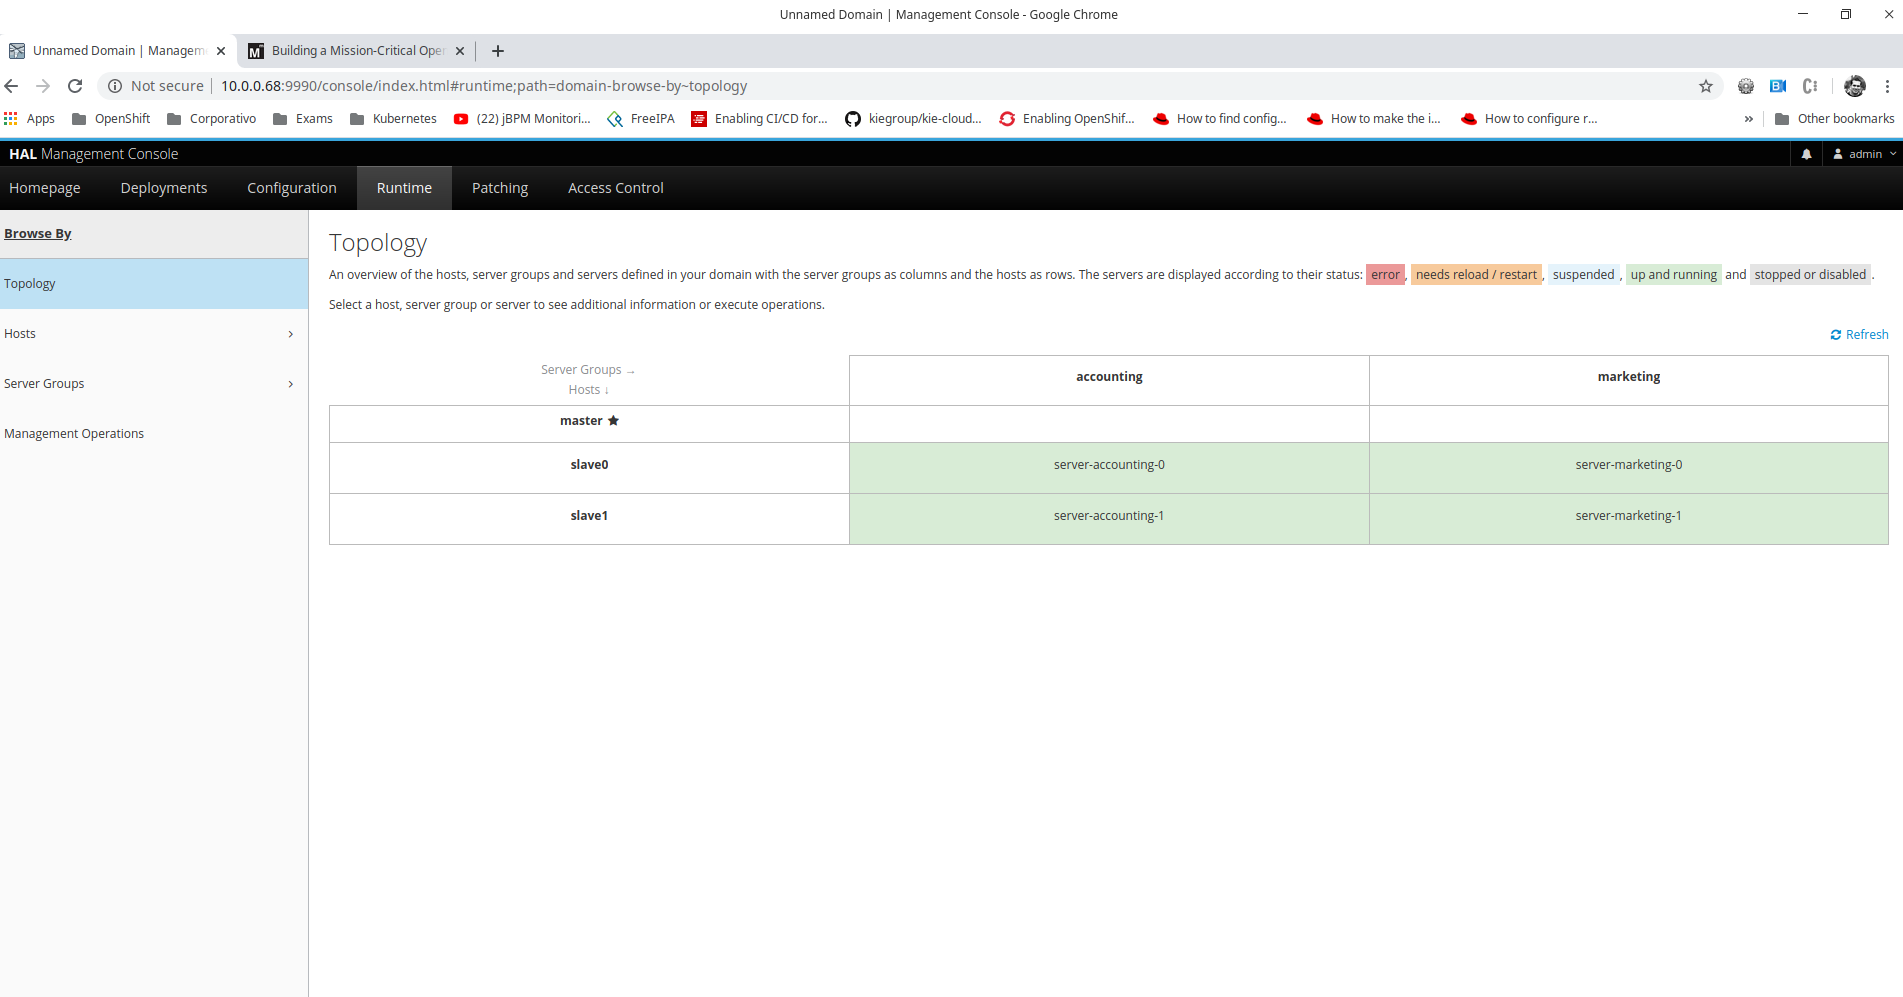 Unnamed Domain | Management Console - Google Chrome
Unnamed Domain | Managem
Building a Mission-Critical Oper
Not secure | 10.0.0.68:9990/console/index.html#runtime;path=domain-browse-by~topology
Apps OpenShift Corporativo Exams Kubernetes (22) jBPM Monitori... FreeIPA Enabling CI/CD for... kiegroup/kie-cloud... Enabling OpenShif... How to find config... How to make the i... How to configure r... » Other bookmarks
HAL Management Console
admin
Homepage Deployments Configuration Runtime Patching Access Control
Browse By
Topology
Hosts
Server Groups
Management Operations
Topology
An overview of the hosts, server groups and servers defined in your domain with the server groups as columns and the hosts as rows. The servers are displayed according to their status: error, needs reload / restart, suspended, up and running and stopped or disabled.
Select a host, server group or server to see additional information or execute operations.
Refresh
Server Groups →
Hosts ↓
accounting marketing
master ★
slave0 server-accounting-0 server-marketing-0
slave1 server-accounting-1 server-marketing-1